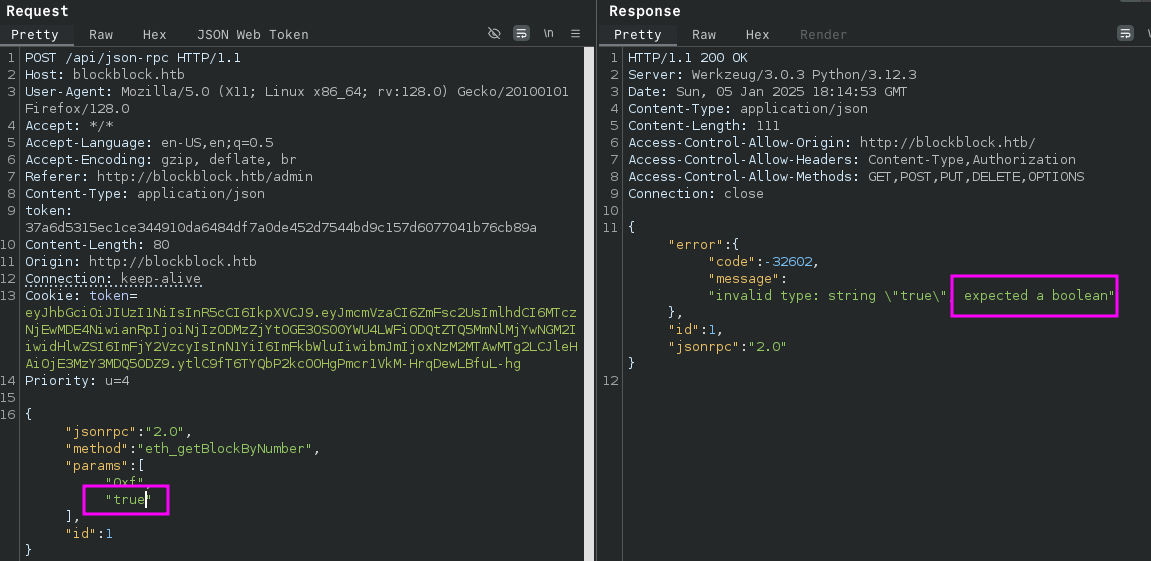 Request
Pretty Raw Hex JSON Web Token \n
1 POST /api/json-rpc HTTP/1.1
2 Host: blockblock.htb
3 User-Agent: Mozilla/5.0 (X11; Linux x86_64; rv:128.0) Gecko/20100101
Firefox/128.0
4 Accept: */*
5 Accept-Language: en-US,en;q=0.5
6 Accept-Encoding: gzip, deflate, br
7 Referer: http://blockblock.htb/admin
8 Content-Type: application/json
9 token:
37a6d5315ec1ce344910da6484df7a0de452d7544bd9c157d6077041b76cb89a
10 Content-Length: 80
11 Origin: http://blockblock.htb
12 Connection: keep-alive
13 Cookie: token=
14 Priority: u=4
15
16 {
"jsonrpc":"2.0",
"method":"eth_getBlockByNumber",
"params":[
"0xf",
"true"
],
"id":1
}
Response
Pretty Raw Hex Render
1 HTTP/1.1 200 OK
2 Server: Werkzeug/3.0.3 Python/3.12.3
3 Date: Sun, 05 Jan 2025 18:14:53 GMT
4 Content-Type: application/json
5 Content-Length: 111
6 Access-Control-Allow-Origin: http://blockblock.htb/
7 Access-Control-Allow-Headers: Content-Type,Authorization
8 Access-Control-Allow-Methods: GET,POST,PUT,DELETE,OPTIONS
9 Connection: close
10
11 {
"error":{
"code":-32602,
"message":
"invalid type: string \"true\", expected a boolean"
},
"id":1,
"jsonrpc":"2.0"
}
12